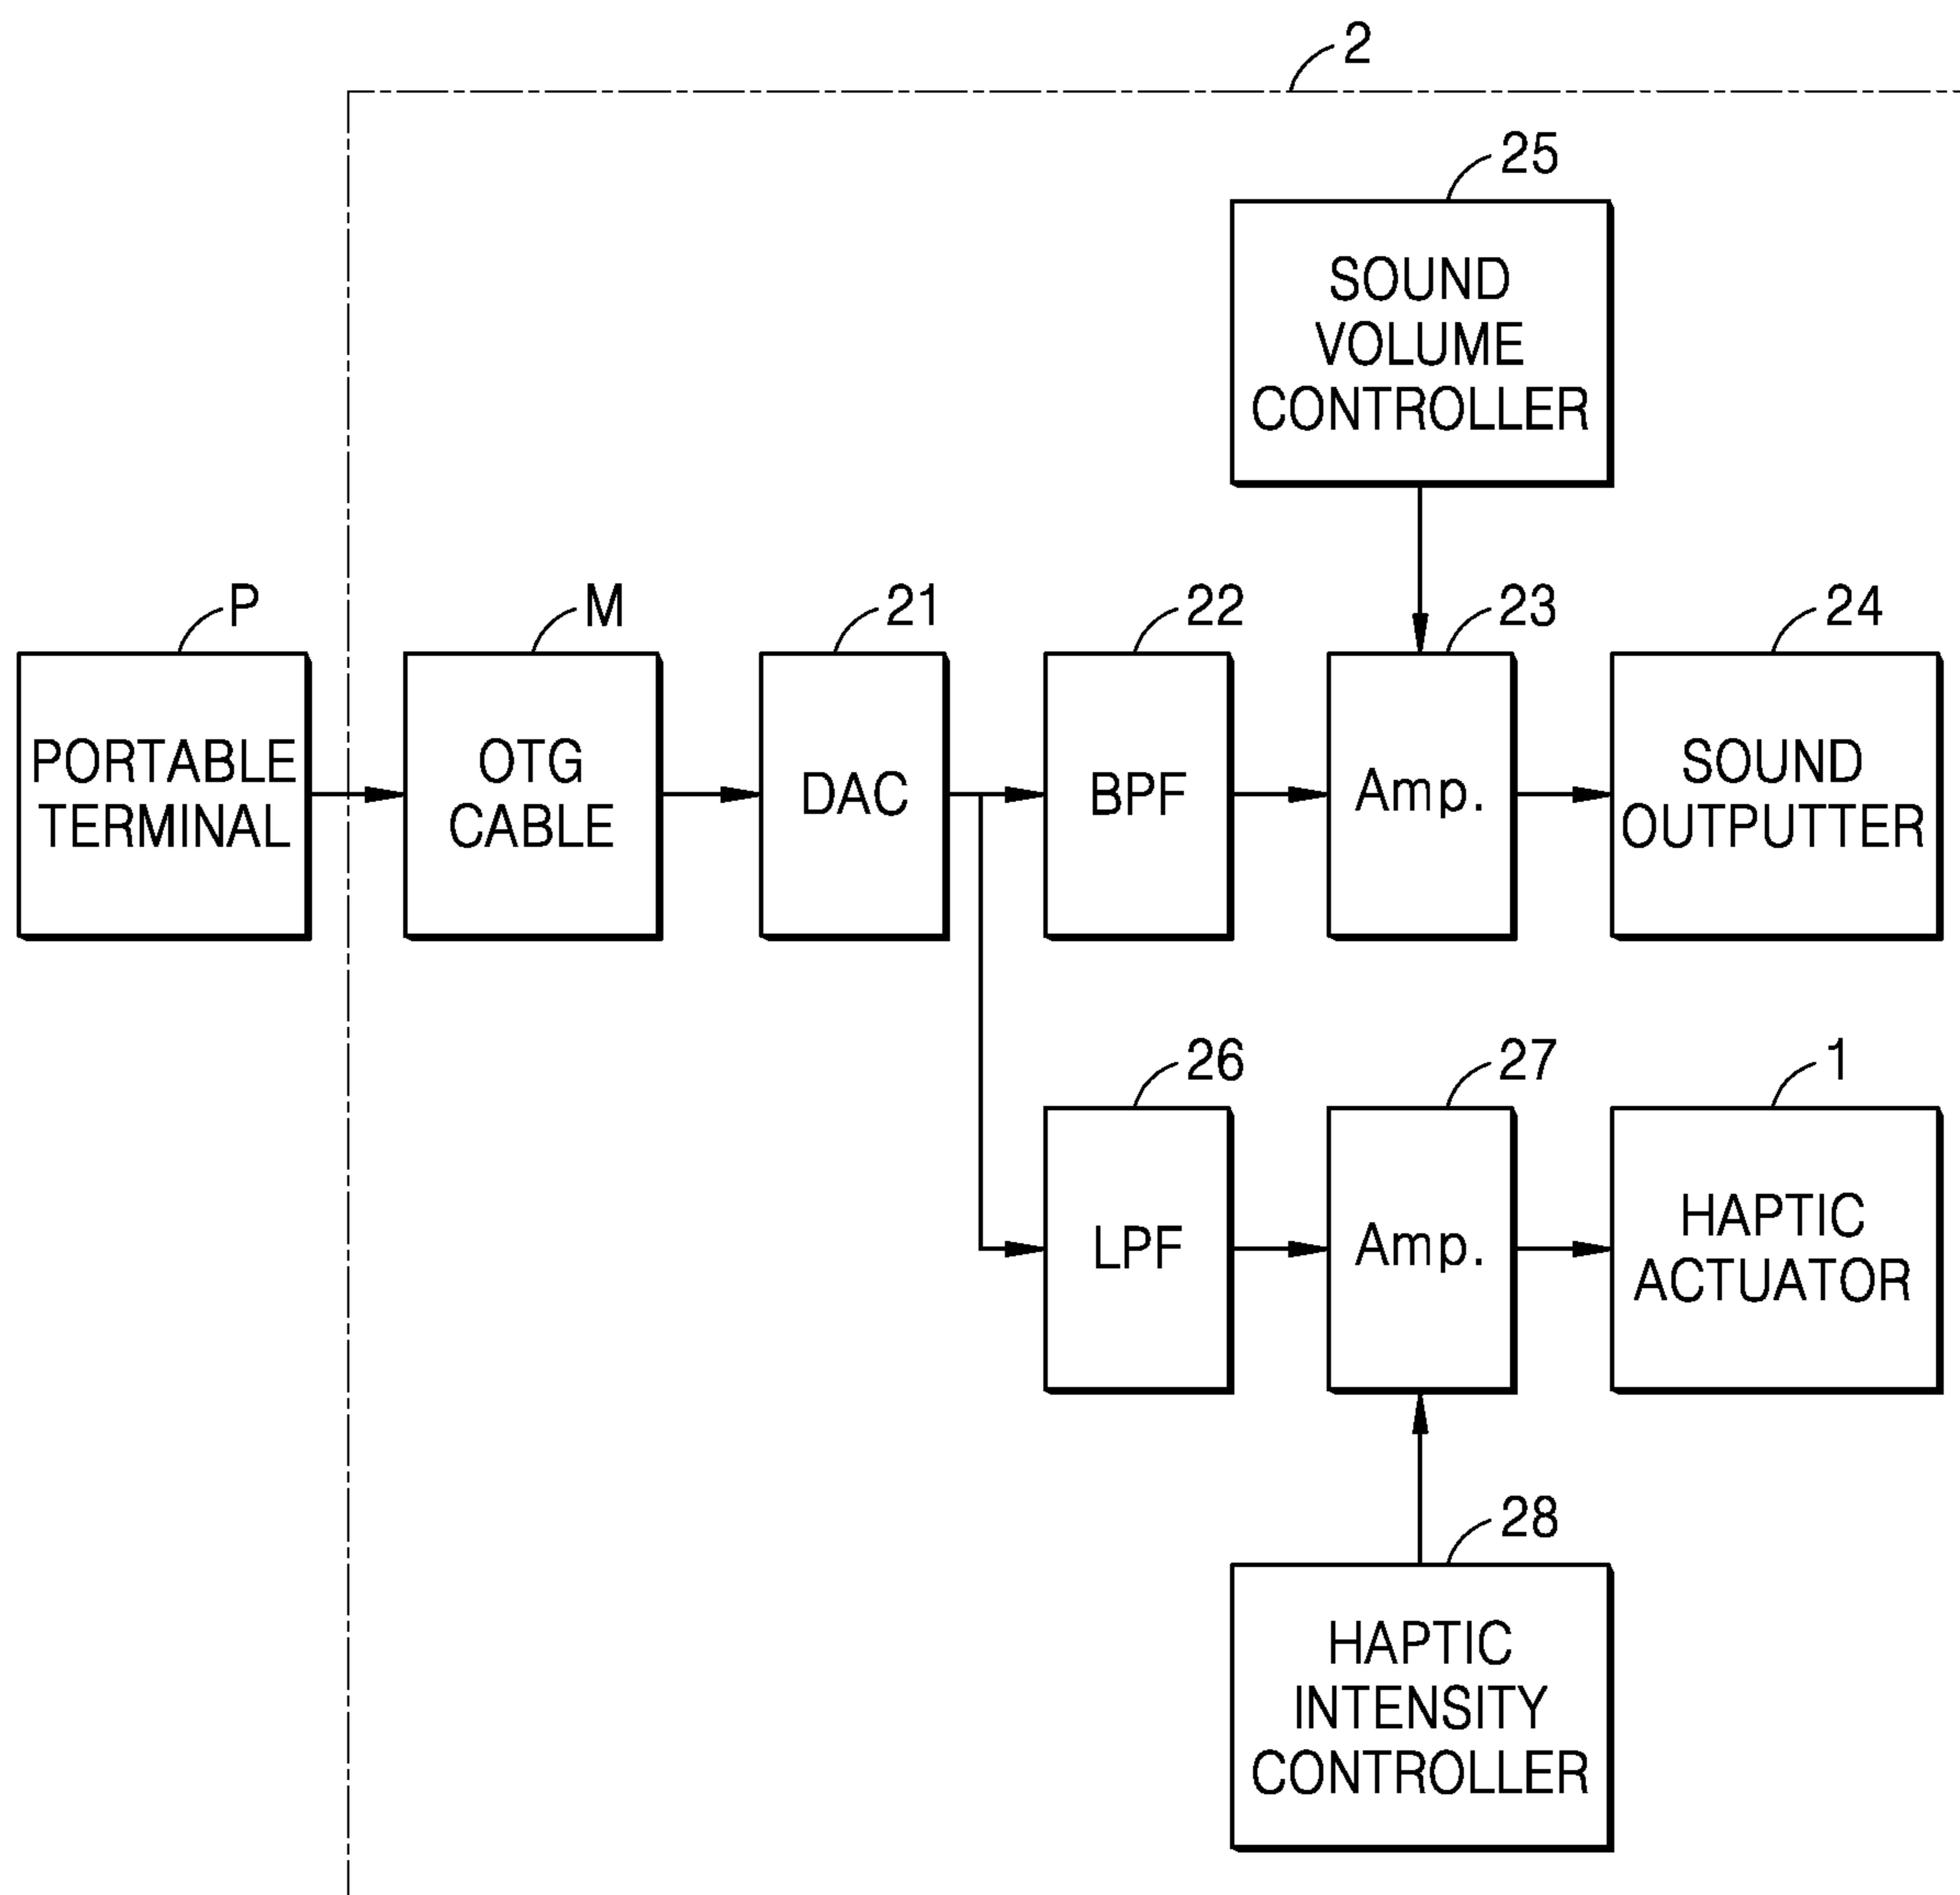 2
25
SOUND
VOLUME
CONTROLLER
P
M
21
22
23
24
PORTABLE
TERMINAL
OTG
CABLE
DAC
BPF
Amp.
SOUND
OUTPUTTER
26
27
1
LPF
Amp.
HAPTIC
ACTUATOR
28
HAPTIC
INTENSITY
CONTROLLER